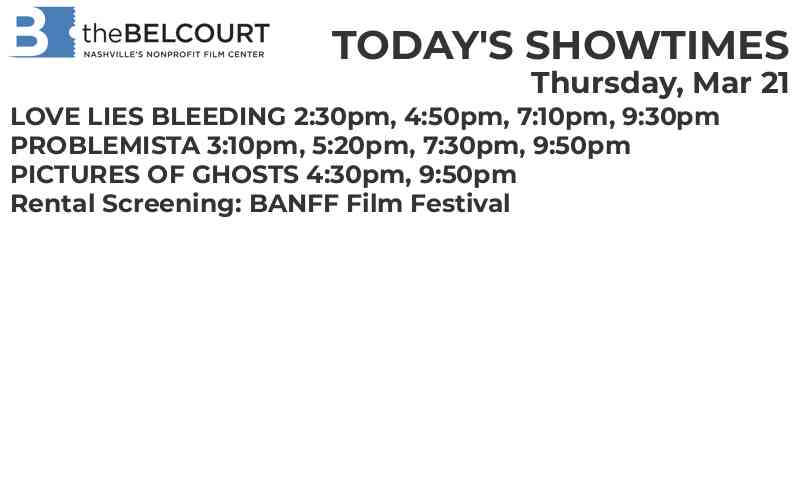 B theBELCOURT
NASHVILLE'S NONPROFIT FILM CENTER
TODAY'S SHOWTIMES
Thursday, Mar 21
LOVE LIES BLEEDING 2:30pm, 4:50pm, 7:10pm, 9:30pm
PROBLEMISTA 3:10pm, 5:20pm, 7:30pm, 9:50pm
PICTURES OF GHOSTS 4:30pm, 9:50pm
Rental Screening: BANFF Film Festival